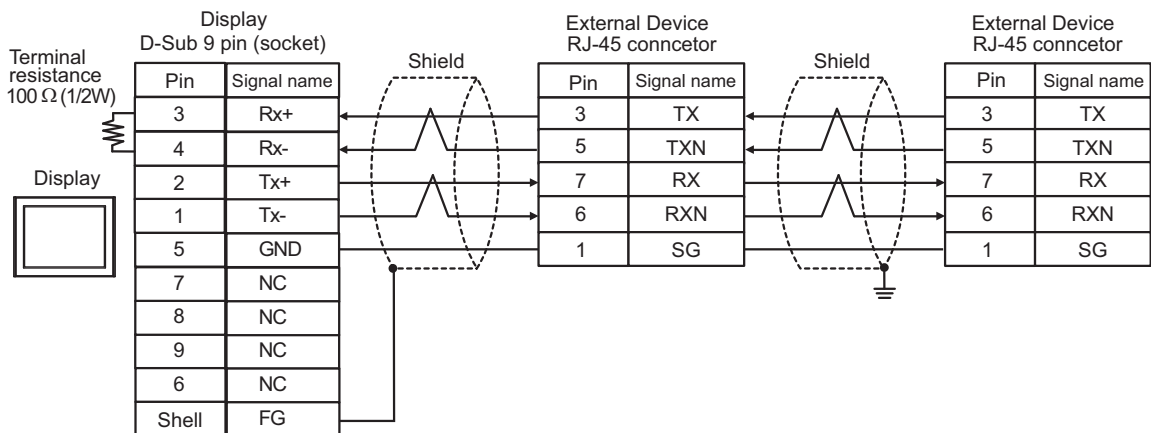 Display
D-Sub 9 pin (socket)
External Device
RJ-45 conncetor
External Device
RJ-45 conncetor
Terminal
resistance
100 Ω (1/2W)
Shield
Shield
Display
Pin Signal name
3 Rx+
4 Rx-
2 Tx+
1 Tx-
5 GND
7 NC
8 NC
9 NC
6 NC
Shell FG
Pin Signal name
3 TX
5 TXN
7 RX
6 RXN
1 SG
Pin Signal name
3 TX
5 TXN
7 RX
6 RXN
1 SG